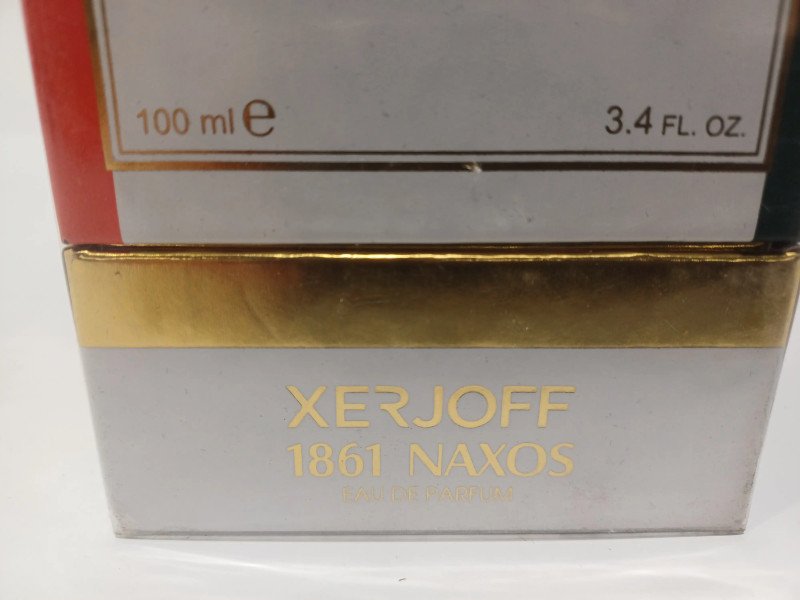 100 ml ℮
3.4 FL. OZ.
XERJOFF
1861 NAXOS
EAU DE PARFUM